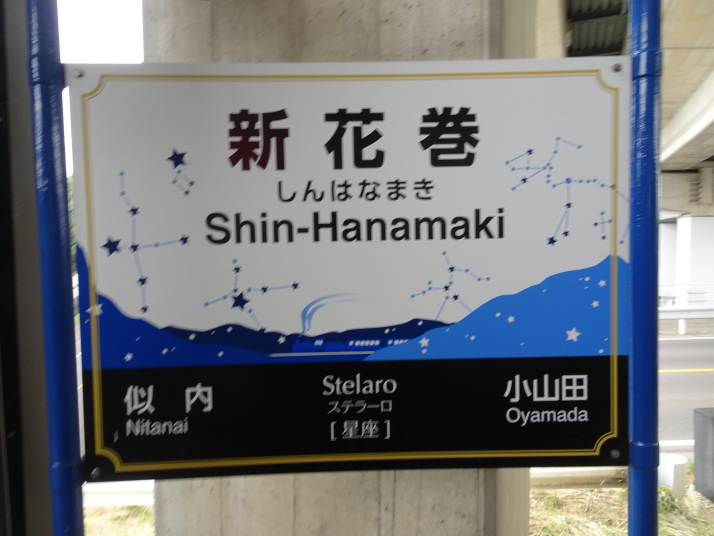 新花巻
しんはなまき
Shin-Hanamaki
似内
Nitanai
Stelaro
ステラーロ
[星座]
小山田
Oyamada